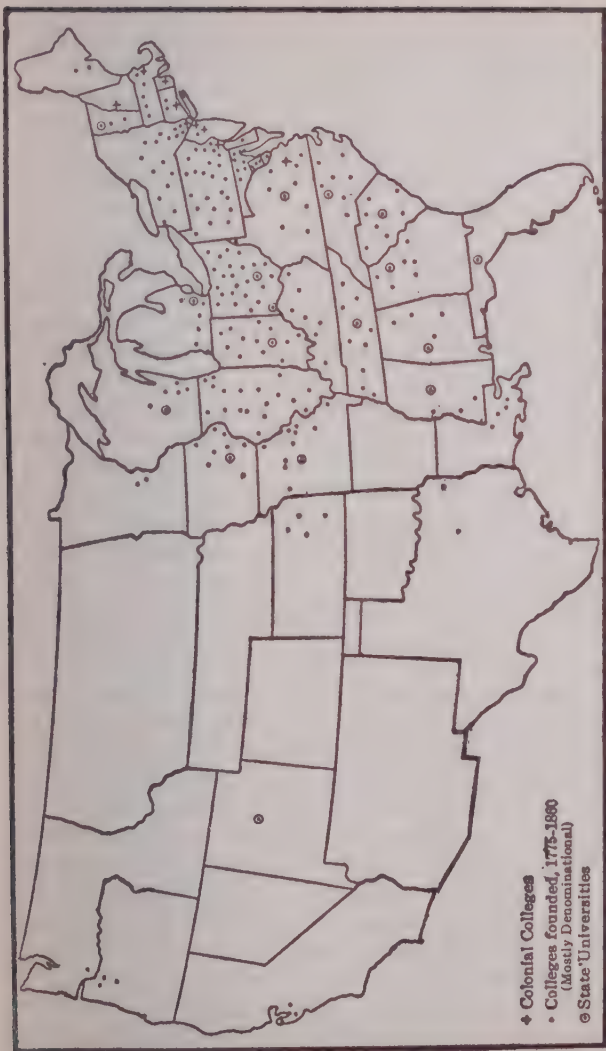 + Colonial Colleges
• Colleges founded, 1775-1860
(Mostly Denominational)
⊙ State Universities